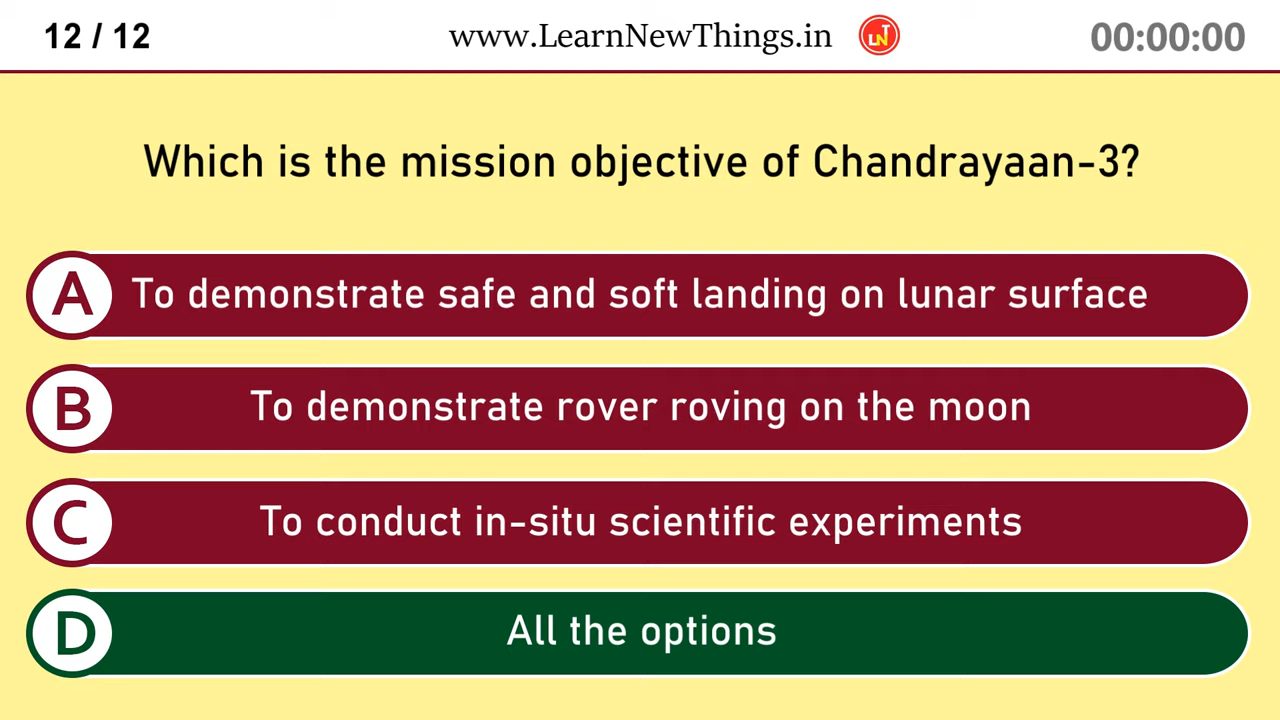 12 / 12
www.LearnNewThings.in
LNT
00:00:00
Which is the mission objective of Chandrayaan-3?
A
To demonstrate safe and soft landing on lunar surface
B
To demonstrate rover roving on the moon
C
To conduct in-situ scientific experiments
D
All the options